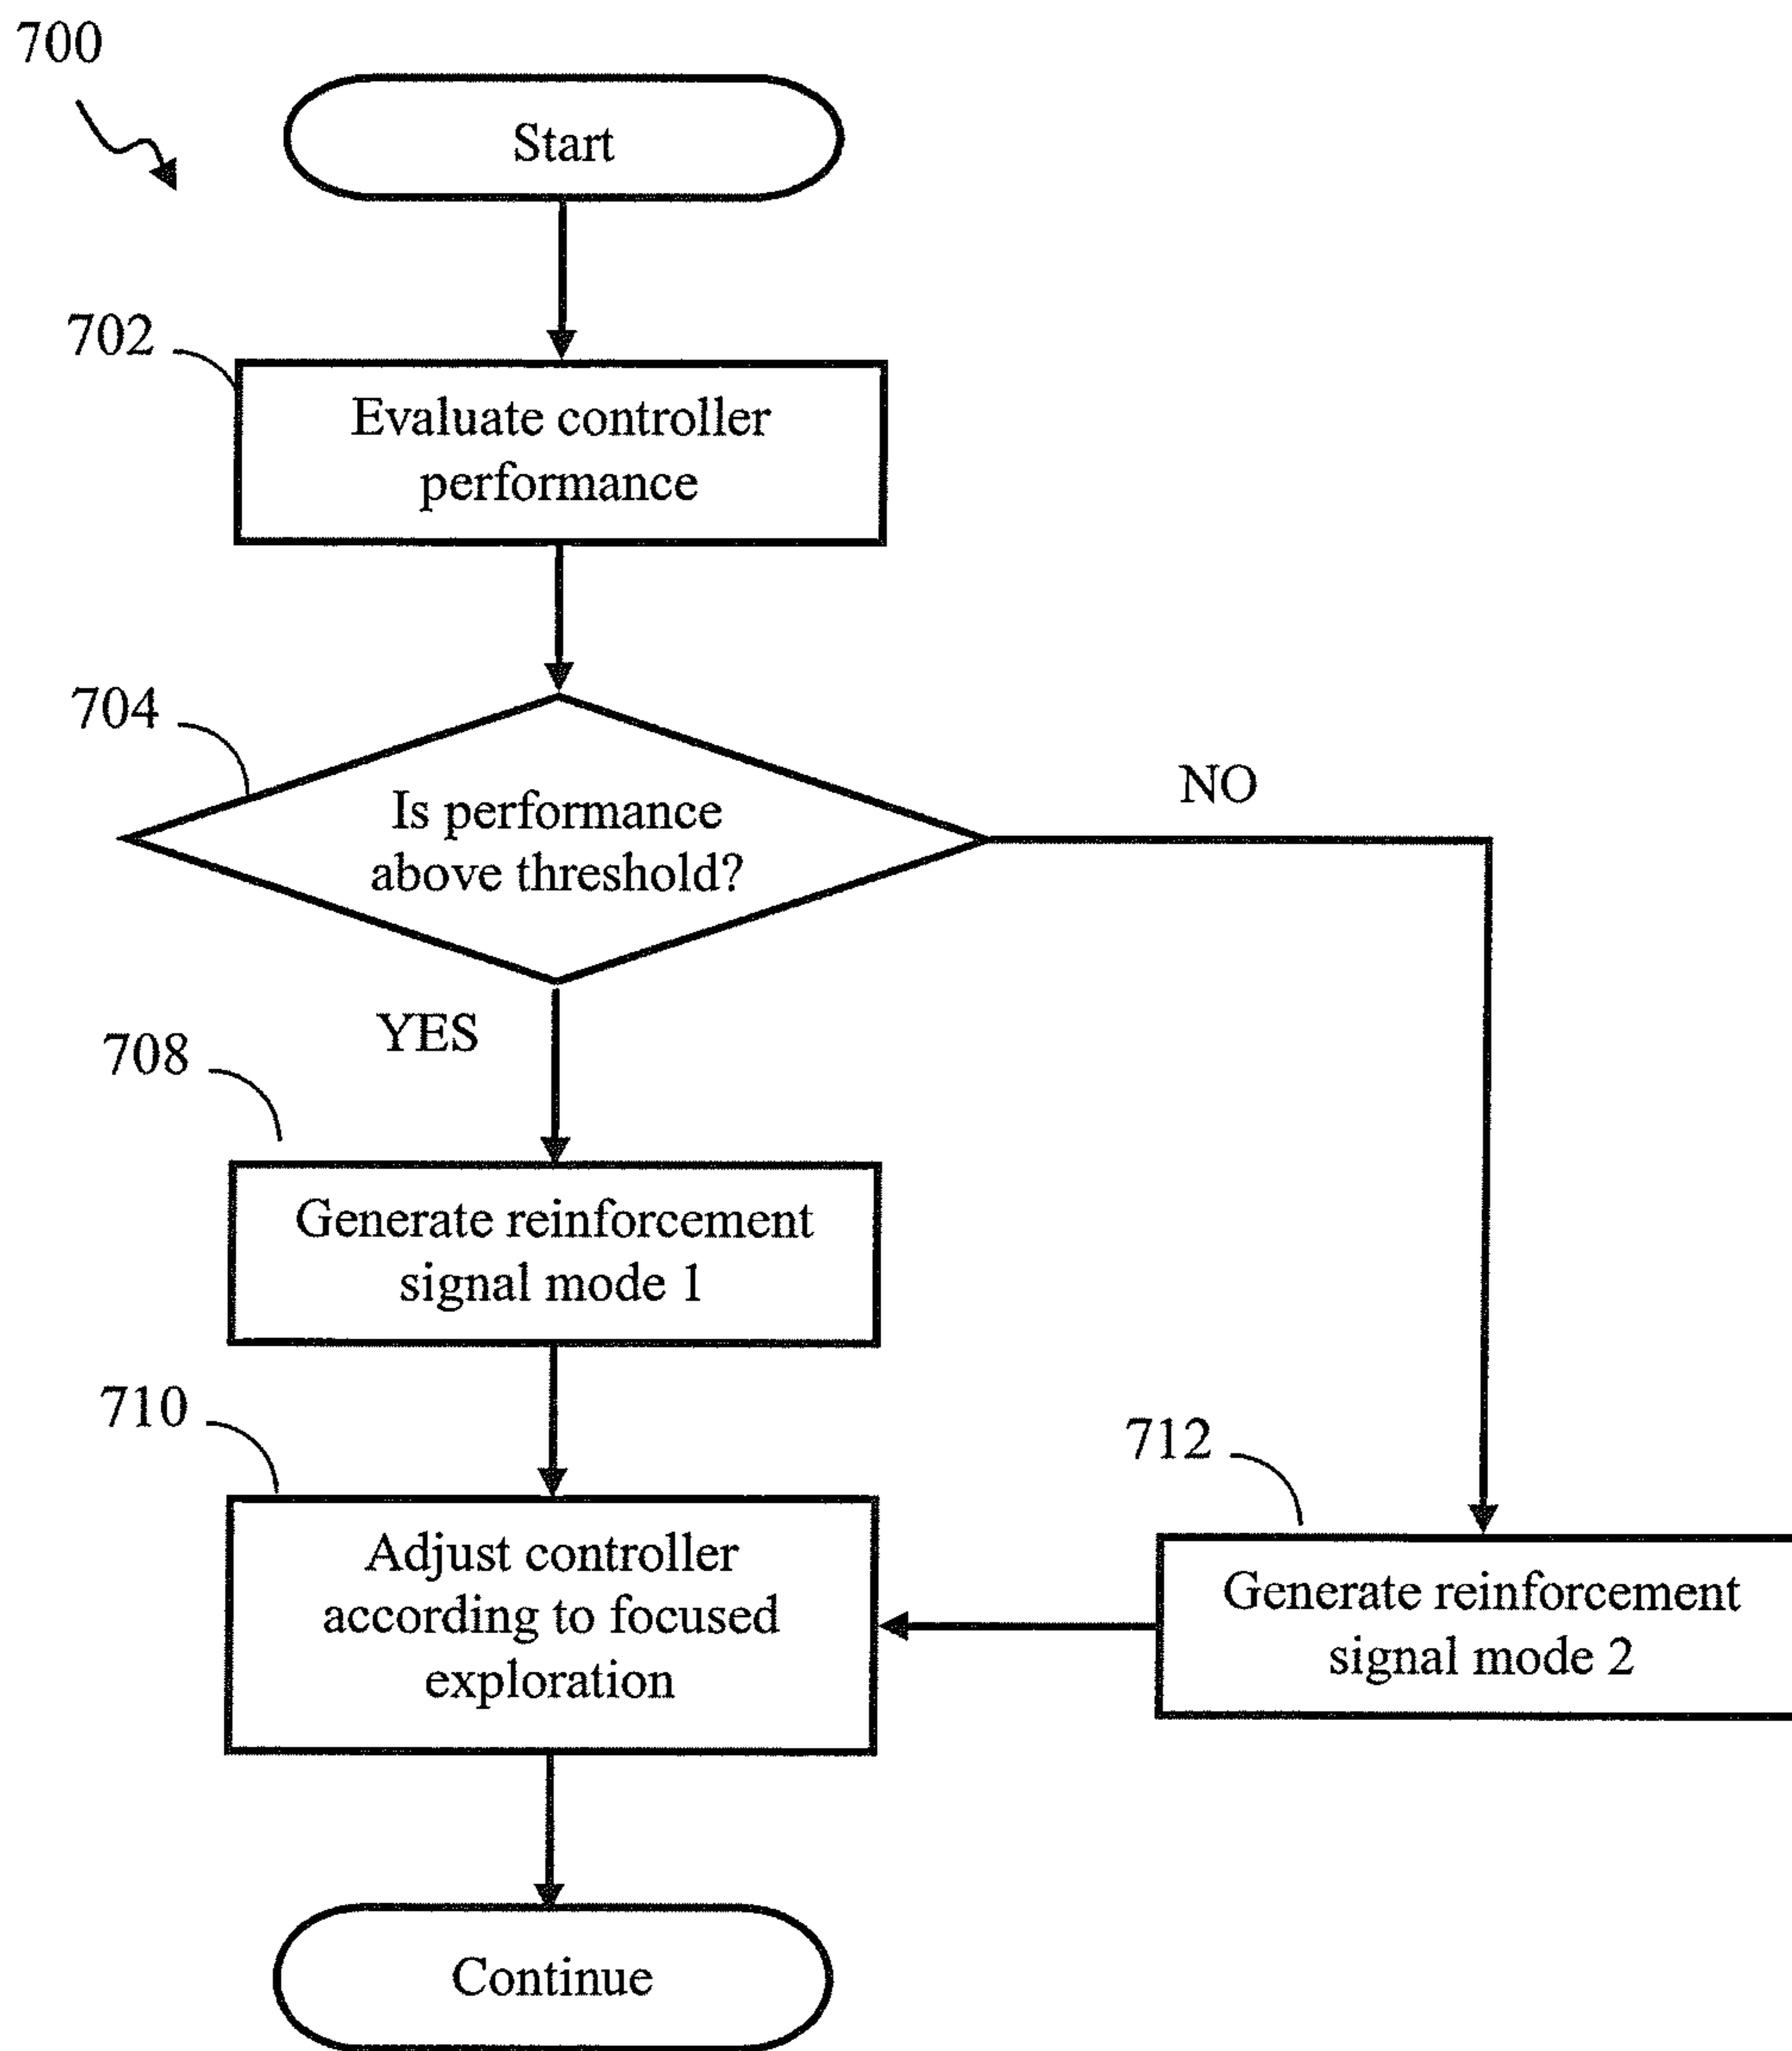 700
Start
702
Evaluate controller
performance
704
Is performance
above threshold?
NO
YES
708
Generate reinforcement
signal mode 1
710
Adjust controller
according to focused
exploration
712
Generate reinforcement
signal mode 2
Continue